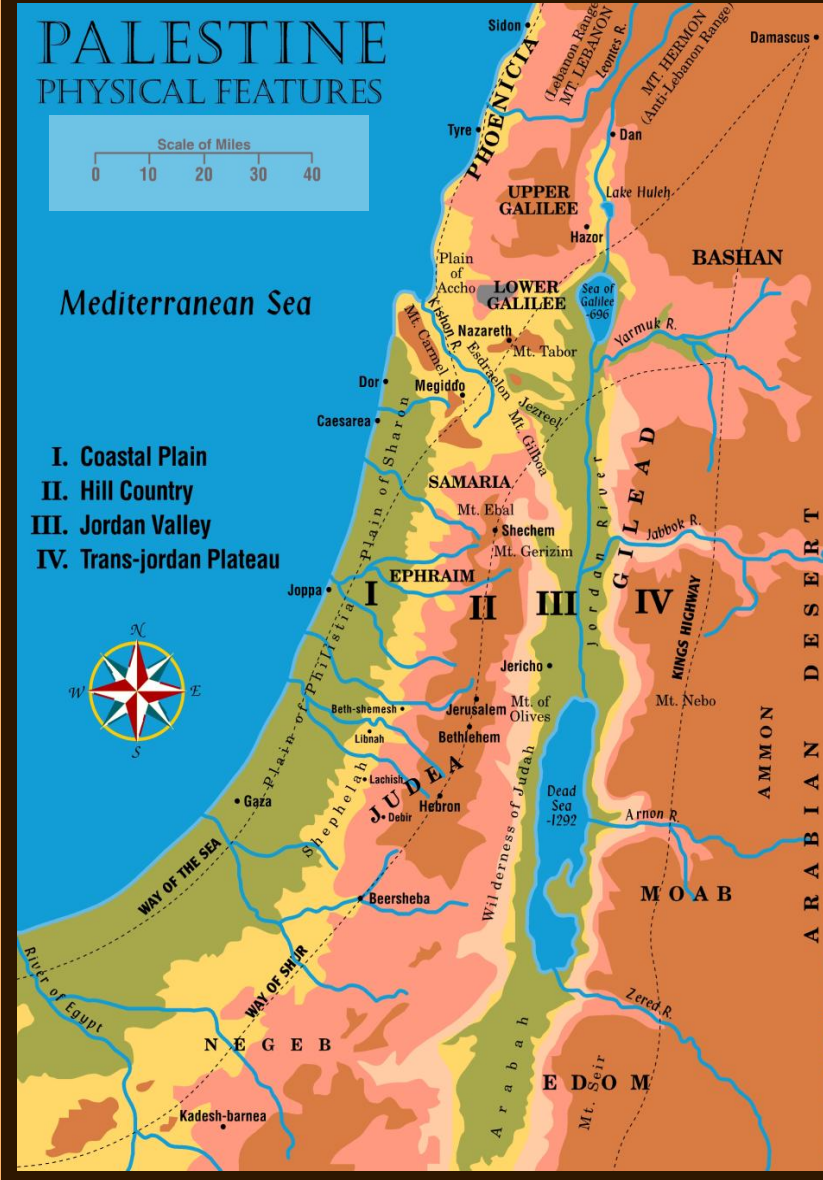 PALESTINE
PHYSICAL FEATURES
Scale of Miles
0 10 20 30 40
Sidon
PHOENICIA
(Lebanon Range)
MT. LEBANON
Leontes R.
MT. HERMON
(Anti-Lebanon Range)
Damascus
Tyre
Dan
UPPER
GALILEE
Lake Huleh
Hazor
BASHAN
Plain
of
Accho
LOWER
GALILEE
Sea of
Galilee
-696
Mediterranean Sea
Kishon R.
Nazareth
Yarmuk R.
Mt. Carmel
Esdraelon
Mt. Tabor
Dor
Megiddo
Jezreel
Caesarea
Plain of Sharon
Mt. Gilboa
I. Coastal Plain
II. Hill Country
III. Jordan Valley
IV. Trans-jordan Plateau
SAMARIA
Mt. Ebal
Shechem
Mt. Gerizim
Jordan River
GILEAD
Jabbok R.
ARABIAN DESERT
Joppa
I
EPHRAIM
II
III
IV
KINGS HIGHWAY
N
W
E
S
Plain of Philistia
Jericho
Beth-shemesh
Jerusalem
Mt. of
Olives
Mt. Nebo
Libnah
Bethlehem
AMMON
Lachish
JUDEA
Debir
Hebron
Gaza
Shephelah
Wilderness of Judah
Dead
Sea
-1292
Arnon R.
WAY OF THE SEA
Beersheba
MOAB
River of Egypt
WAY OF SHUR
Zered R.
NEGEB
Arabah
EDOM
Mt. Seir
Kadesh-barnea